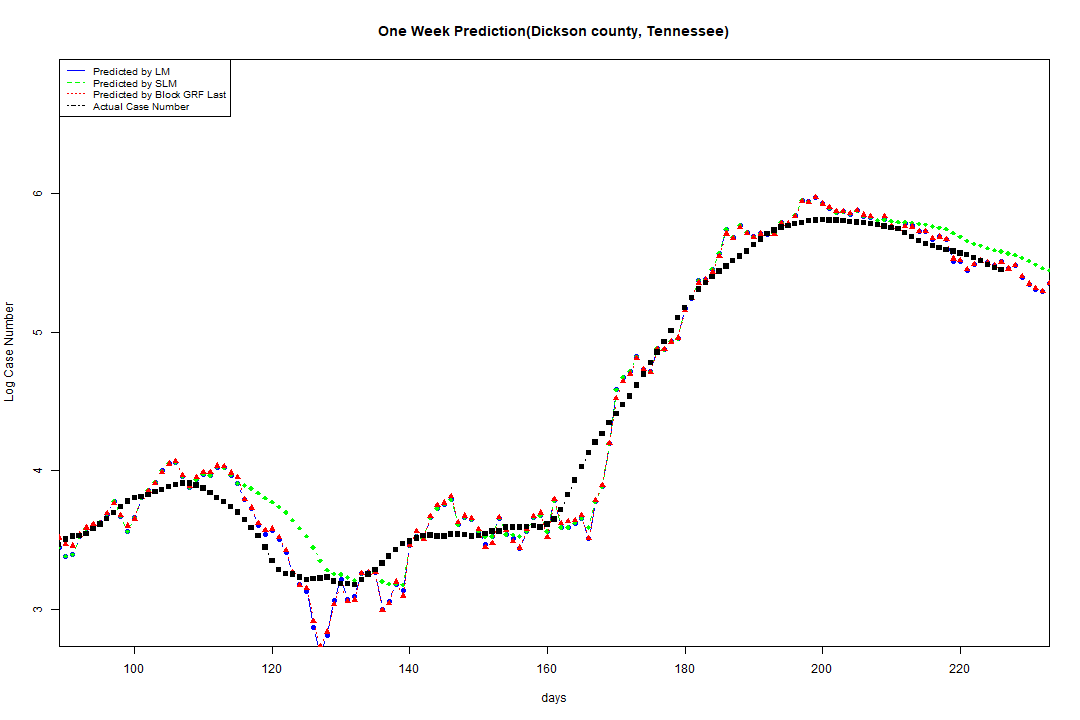 One Week Prediction(Dickson county, Tennessee)
Predicted by LM
Predicted by SLM
Predicted by Block GRF Last
Actual Case Number
6
5
4
3
Log Case Number
100 120 140 160 180 200 220
days